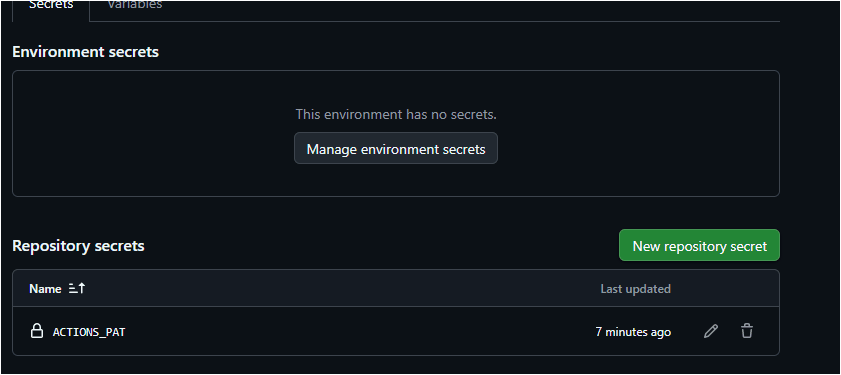 Secrets Variables
Environment secrets
This environment has no secrets.
Manage environment secrets
Repository secrets New repository secret
Name Last updated
ACTIONS_PAT 7 minutes ago